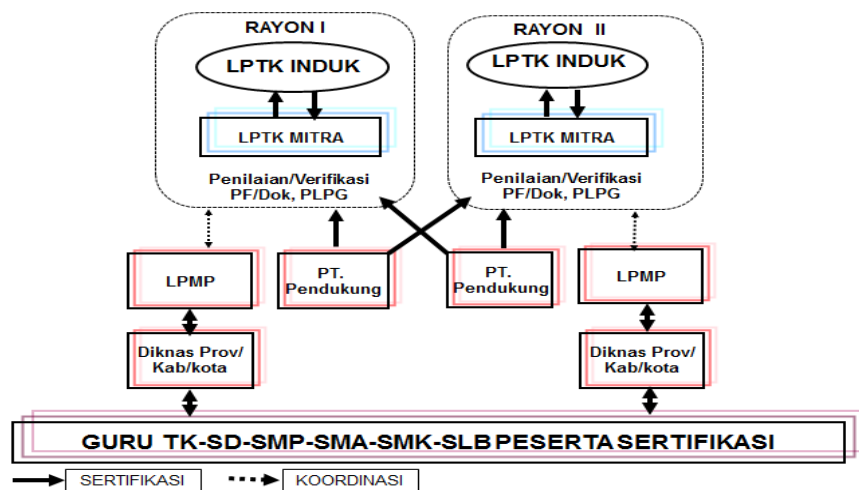 RAYON I
LPTK INDUK
LPTK MITRA
Penilaian/Verifikasi
PF/Dok, PLPG
RAYON II
LPTK INDUK
LPTK MITRA
Penilaian/Verifikasi
PF/Dok, PLPG
LPMP
PT.
Pendukung
PT.
Pendukung
LPMP
Diknas Prov/
Kab/kota
Diknas Prov/
Kab/kota
GURU TK-SD-SMP-SMA-SMK-SLB PESERTA SERTIFIKASI
SERTIFIKASI
KOORDINASI